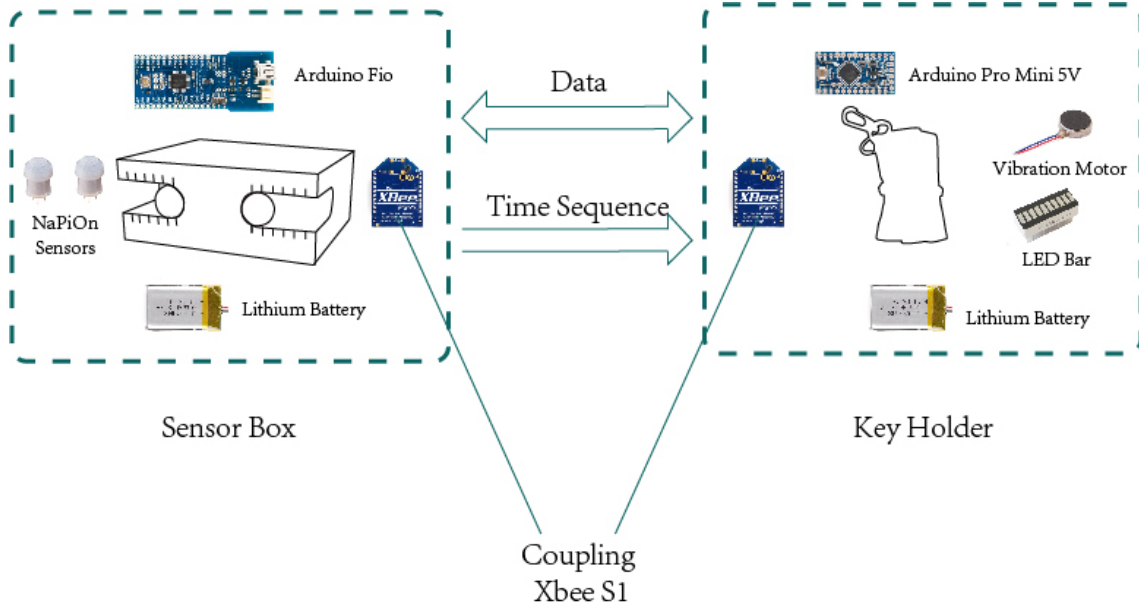 Arduino Fio
Data
Arduino Pro Mini 5V
Vibration Motor
NaPiOn
Sensors
XBee
Time Sequence
XBee
LED Bar
Lithium Battery
Lithium Battery
Sensor Box
Key Holder
Coupling
Xbee S1